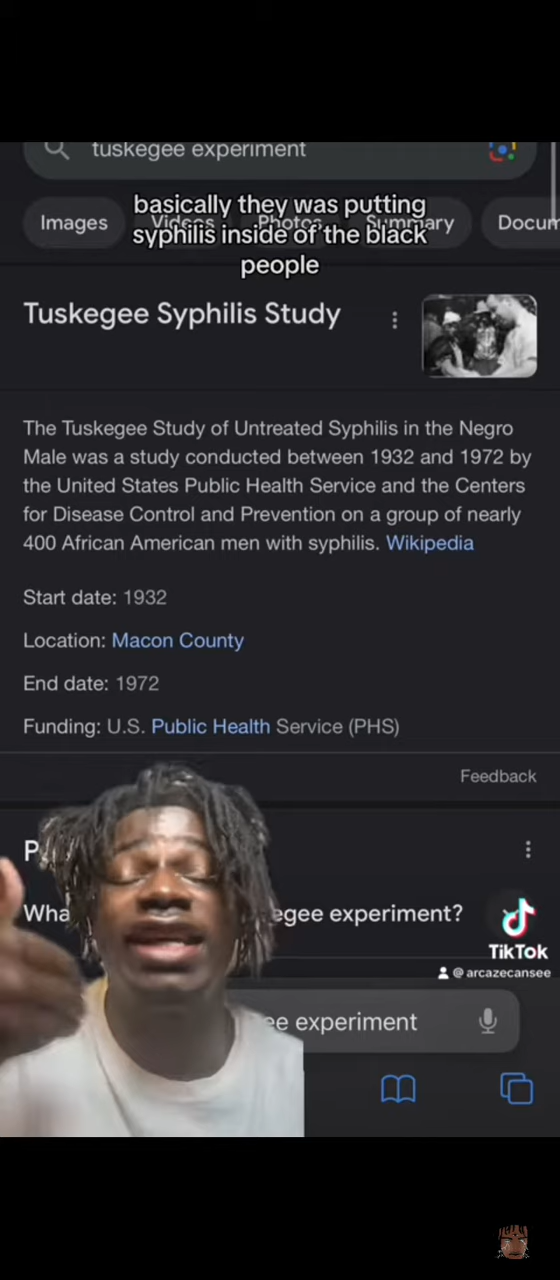 tuskegee experiment
basically they was putting
syphilis inside of the black
people
Images
Videos
Photos
Summary
Docum
Tuskegee Syphilis Study
The Tuskegee Study of Untreated Syphilis in the Negro
Male was a study conducted between 1932 and 1972 by
the United States Public Health Service and the Centers
for Disease Control and Prevention on a group of nearly
400 African American men with syphilis. Wikipedia
Start date: 1932
Location: Macon County
End date: 1972
Funding: U.S. Public Health Service (PHS)
Feedback
P
Wha egee experiment?
TikTok
@arcazecansee
ee experiment